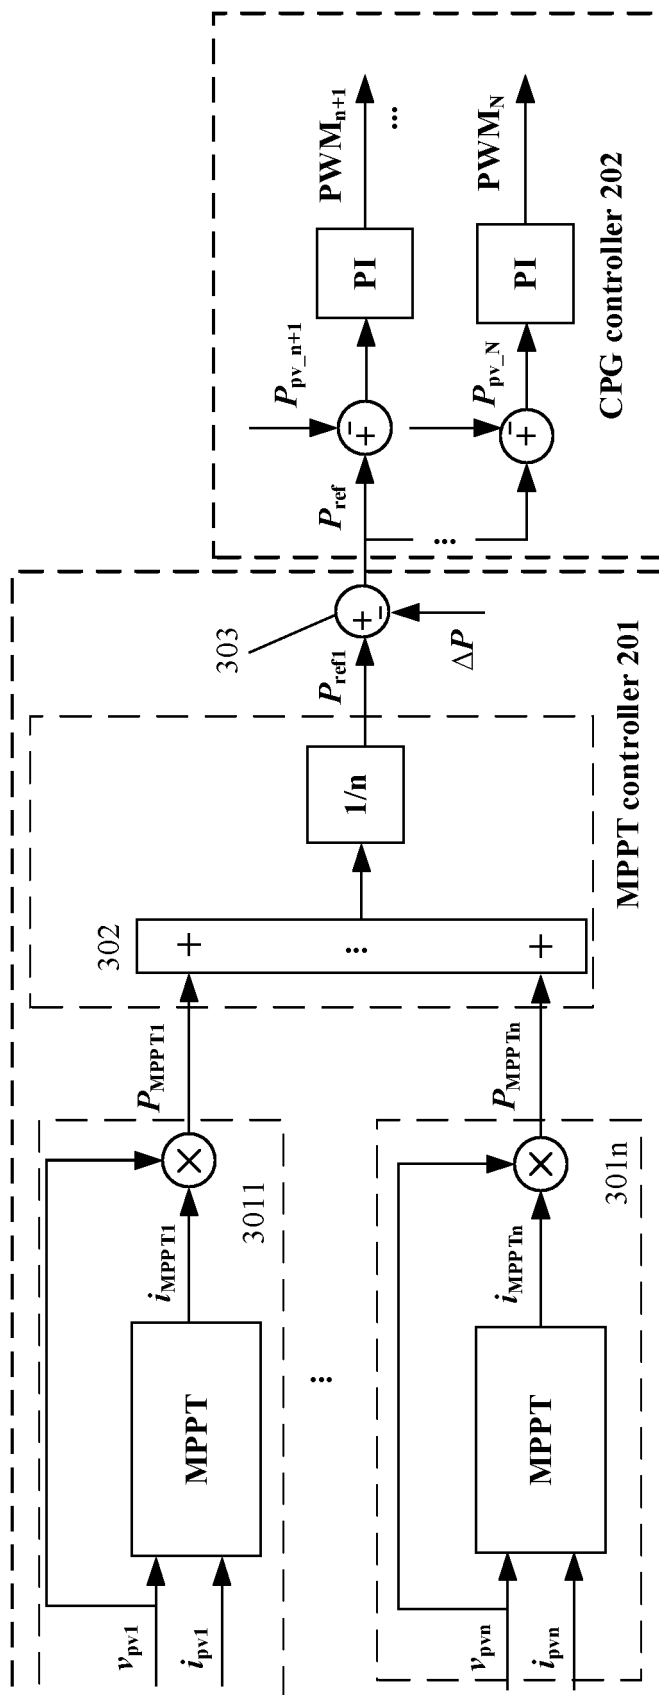 v_pv1
i_pv1
MPPT
i_MPPT1
3011
P_MPPT1
...
v_pvn
i_pvn
MPPT
i_MPPTn
301n
P_MPPTn
302
+
...
+
1/n
P_ref1
303
+
-
ΔP
MPPT controller 201
P_ref
P_pv_n+1
+
-
PI
PWM_n+1
...
...
P_pv_N
+
-
PI
PWM_N
CPG controller 202